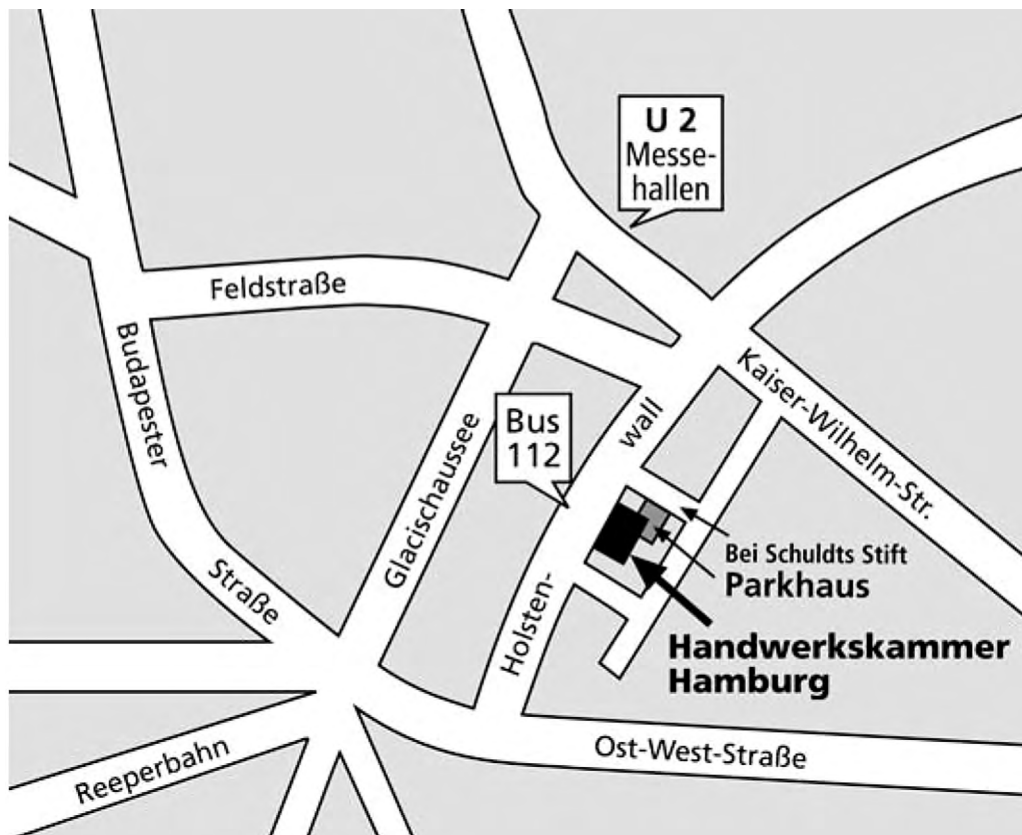 U 2
Messe-
hallen
Feldstraße
Budapester
Straße
Glacischaussee
Bus
112
Holsten-
wall
Kaiser-Wilhelm-Str.
Bei Schuldts Stift
Parkhaus
Handwerkskammer
Hamburg
Reeperbahn
Ost-West-Straße